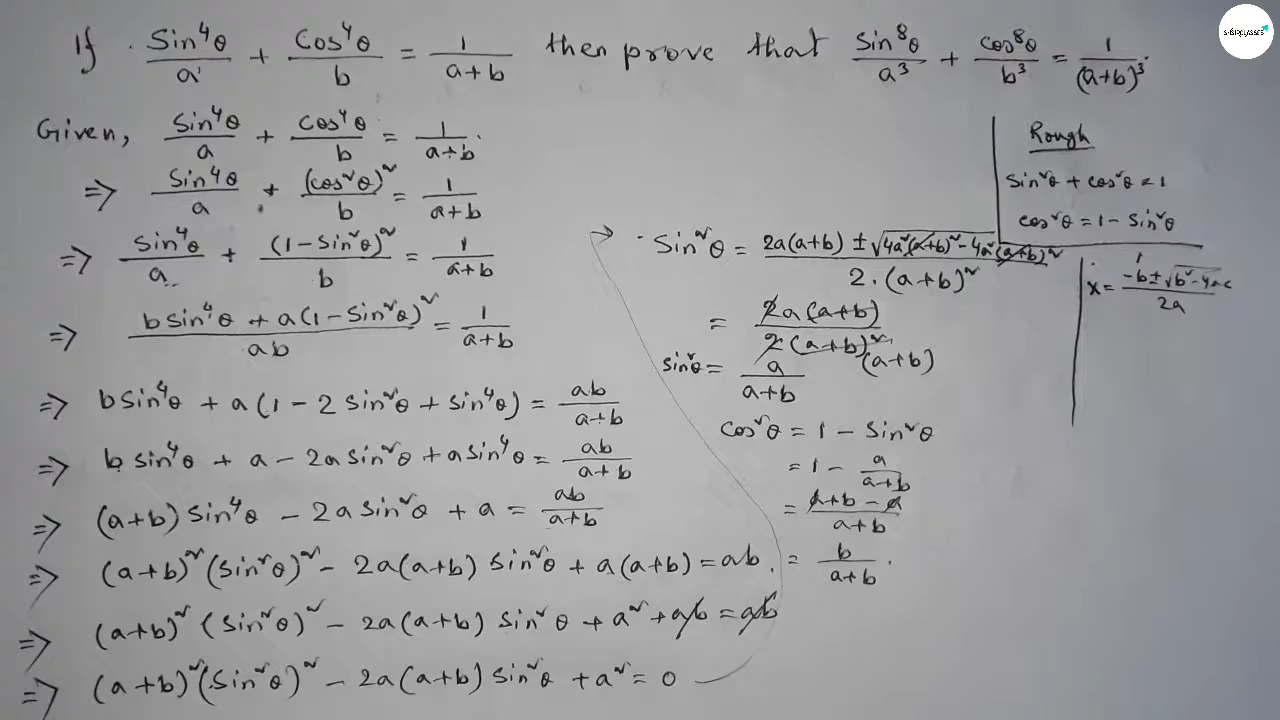 If sin⁴θ/a + cos⁴θ/b = 1/(a+b) then prove that sin⁸θ/a³ + cos⁸θ/b³ = 1/(a+b)³.
Given, sin⁴θ/a + cos⁴θ/b = 1/(a+b).
⇒ sin⁴θ/a + (cos²θ)²/b = 1/(a+b)
⇒ sin⁴θ/a + (1-sin²θ)²/b = 1/(a+b)
⇒ (b sin⁴θ + a(1-sin²θ)²)/ab = 1/(a+b)
⇒ b sin⁴θ + a(1 - 2 sin²θ + sin⁴θ) = ab/(a+b)
⇒ b sin⁴θ + a - 2a sin²θ + a sin⁴θ = ab/(a+b)
⇒ (a+b) sin⁴θ - 2a sin²θ + a = ab/(a+b)
⇒ (a+b)²(sin²θ)² - 2a(a+b) sin²θ + a(a+b) = ab.
⇒ (a+b)²(sin²θ)² - 2a(a+b) sin²θ + a² + ab = ab
⇒ (a+b)²(sin²θ)² - 2a(a+b) sin²θ + a² = 0
sin²θ = (2a(a+b) ± √(4a²(a+b)² - 4a²(a+b)²))/(2·(a+b)²)
= 2a(a+b)/(2(a+b)²) (a+b)
sin²θ = a/(a+b)
cos²θ = 1 - sin²θ
= 1 - a/(a+b)
= (a+b-a)/(a+b)
= b/(a+b).
Rough
sin²θ + cos²θ = 1
cos²θ = 1 - sin²θ
x = (-b ± √(b² - 4ac))/2a